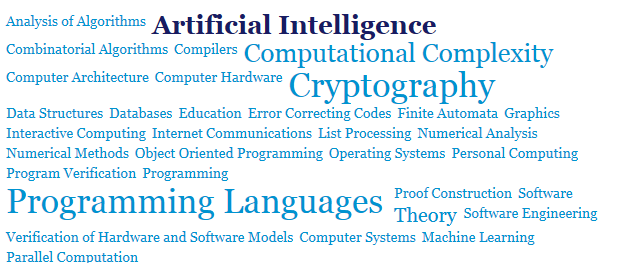 Analysis of Algorithms Artificial Intelligence
Combinatorial Algorithms Compilers Computational Complexity
Computer Architecture Computer Hardware Cryptography
Data Structures Databases Education Error Correcting Codes Finite Automata Graphics
Interactive Computing Internet Communications List Processing Numerical Analysis
Numerical Methods Object Oriented Programming Operating Systems Personal Computing
Program Verification Programming
Programming Languages Proof Construction Software
Theory Software Engineering
Verification of Hardware and Software Models Computer Systems Machine Learning
Parallel Computation